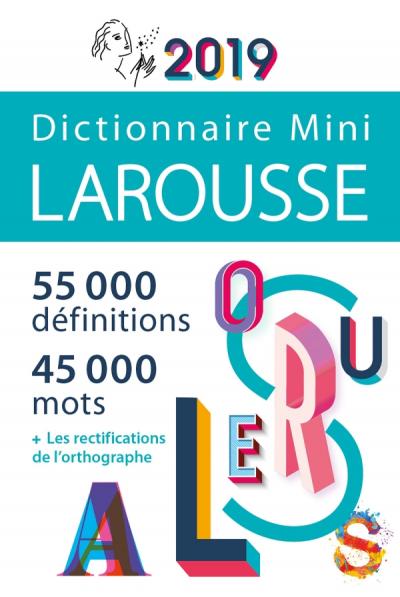 2019
Dictionnaire Mini
LAROUSSE
55 000
définitions
45 000
mots
+ Les rectifications
de l'orthographe
O
U
S
R
L
E
A
S